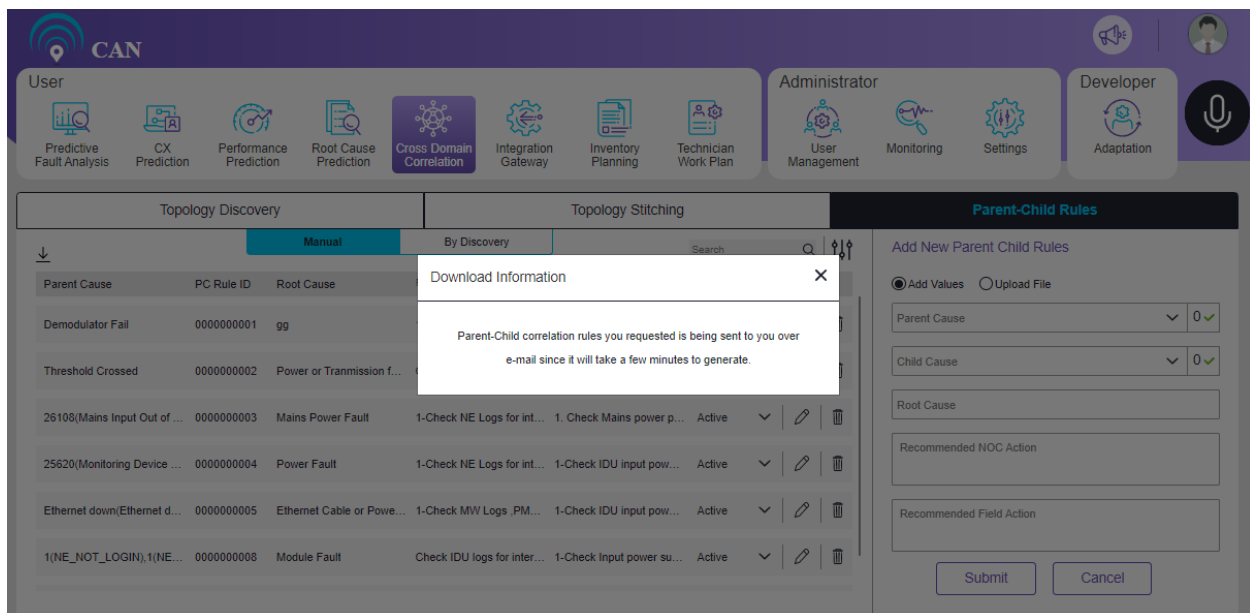 CAN
User
Administrator
Developer
Predictive
Fault Analysis
CX
Prediction
Performance
Prediction
Root Cause
Prediction
Cross Domain
Correlation
Integration
Gateway
Inventory
Planning
Technician
Work Plan
User
Management
Monitoring
Settings
Adaptation
Topology Discovery
Topology Stitching
Parent-Child Rules
Manual
By Discovery
Search
Parent Cause
PC Rule ID
Root Cause
Demodulator Fail 0000000001 gg
Threshold Crossed 0000000002 Power or Tranmission f...
26108(Mains Input Out of ... 0000000003 Mains Power Fault 1-Check NE Logs for int... 1. Check Mains power p... Active
25620(Monitoring Device ... 0000000004 Power Fault 1-Check NE Logs for int... 1-Check IDU input pow... Active
Ethernet down(Ethernet d... 0000000005 Ethernet Cable or Powe... 1-Check MW Logs ,PM... 1-Check IDU input pow... Active
1(NE_NOT_LOGIN),1(NE... 0000000008 Module Fault Check IDU logs for inter... 1-Check Input power su... Active
Download Information
Parent-Child correlation rules you requested is being sent to you over
e-mail since it will take a few minutes to generate.
Add New Parent Child Rules
Add Values Upload File
Parent Cause 0
Child Cause 0
Root Cause
Recommended NOC Action
Recommended Field Action
Submit Cancel